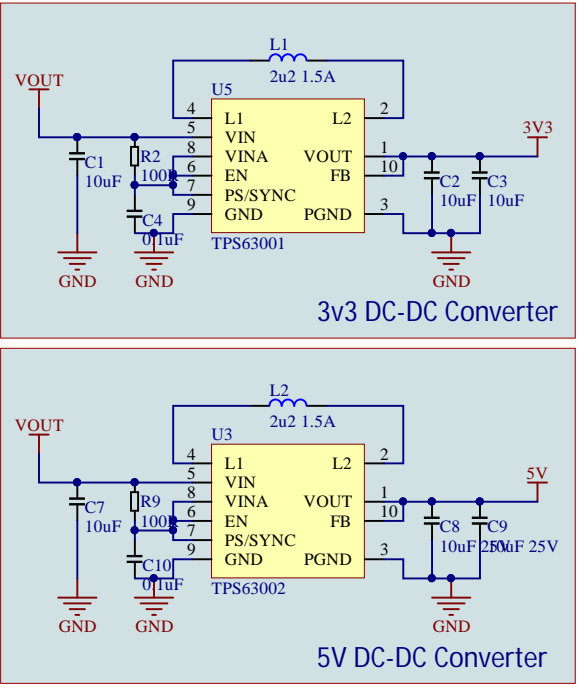 L1
2u2 1.5A
VOUT
U5
4 L1 L2 2
5 VIN
8 VINA VOUT 1 3V3
6 EN FB 10
7 PS/SYNC
9 GND PGND 3
TPS63001
C1
10uF
R2
100R
C4
0.1uF
C2
10uF
C3
10uF
GND
GND
GND
3v3 DC-DC Converter
L2
2u2 1.5A
VOUT
U3
4 L1 L2 2
5 VIN
8 VINA VOUT 1 5V
6 EN FB 10
7 PS/SYNC
9 GND PGND 3
TPS63002
C7
10uF
R9
100R
C10
0.1uF
C8
10uF 25V
C9
10uF 25V
GND
GND
GND
5V DC-DC Converter